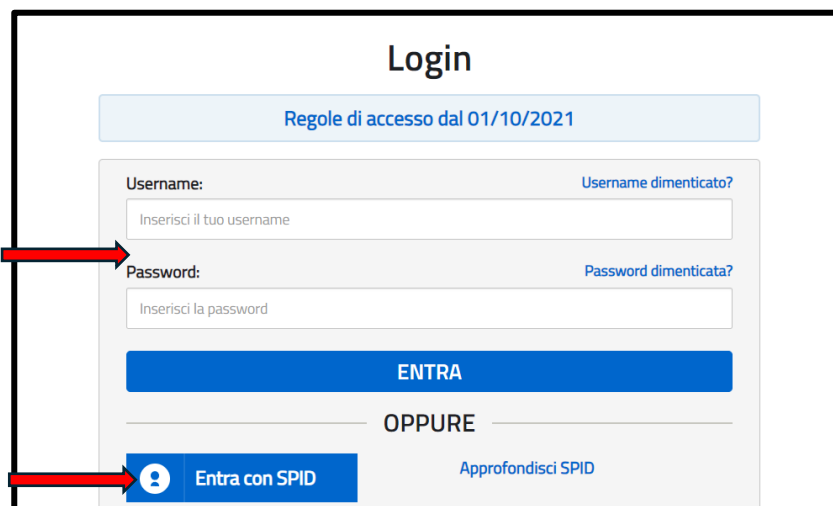 Login
Regole di accesso dal 01/10/2021
Username: Username dimenticato?
Inserisci il tuo username
Password: Password dimenticata?
Inserisci la password
ENTRA
OPPURE
Entra con SPID Approfondisci SPID